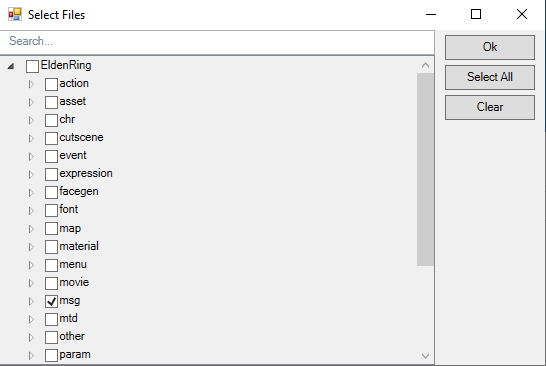 Select Files
Search...
Ok
EldenRing
Select All
action
asset
Clear
chr
cutscene
event
expression
facegen
font
map
material
menu
movie
msg
mtd
other
param